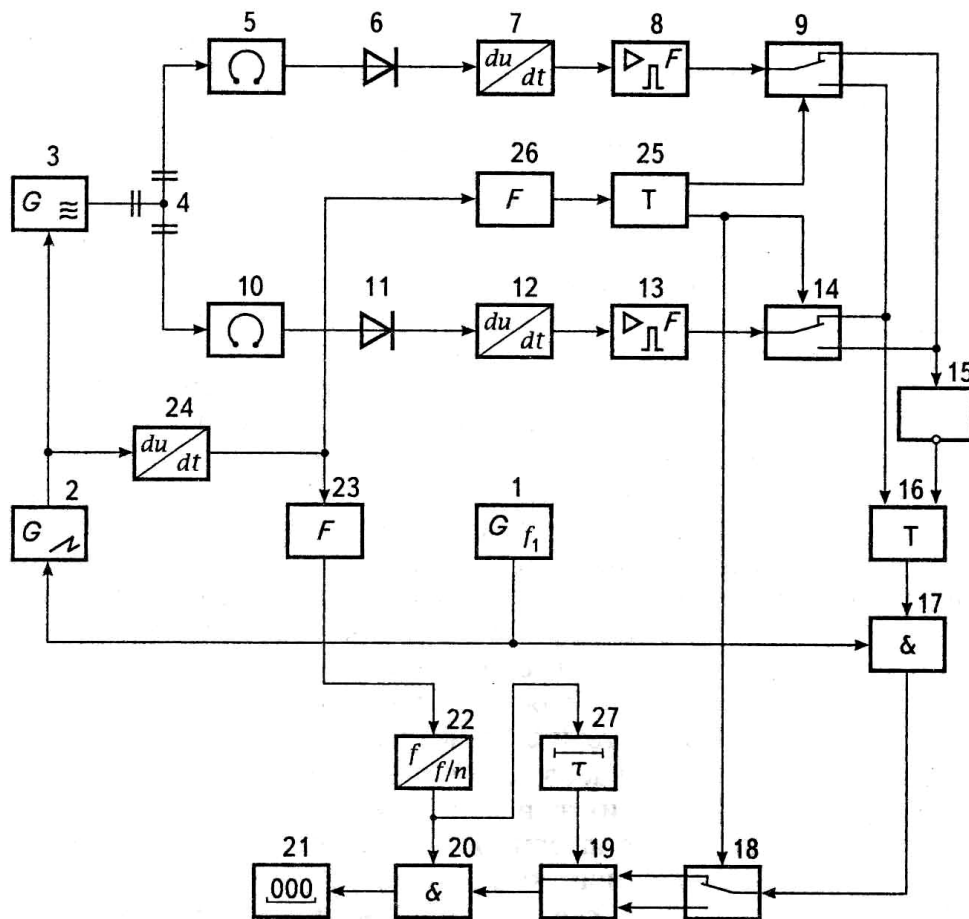 5 6 7 8 9
du/dt
F
3
26 25
G
4
F T
10 11 12 13 14
du/dt
F
15
24
du/dt
2 23 1 16
G F G f₁ T
17
&
22 27
f f/n
τ
21 20 19 18
000 &